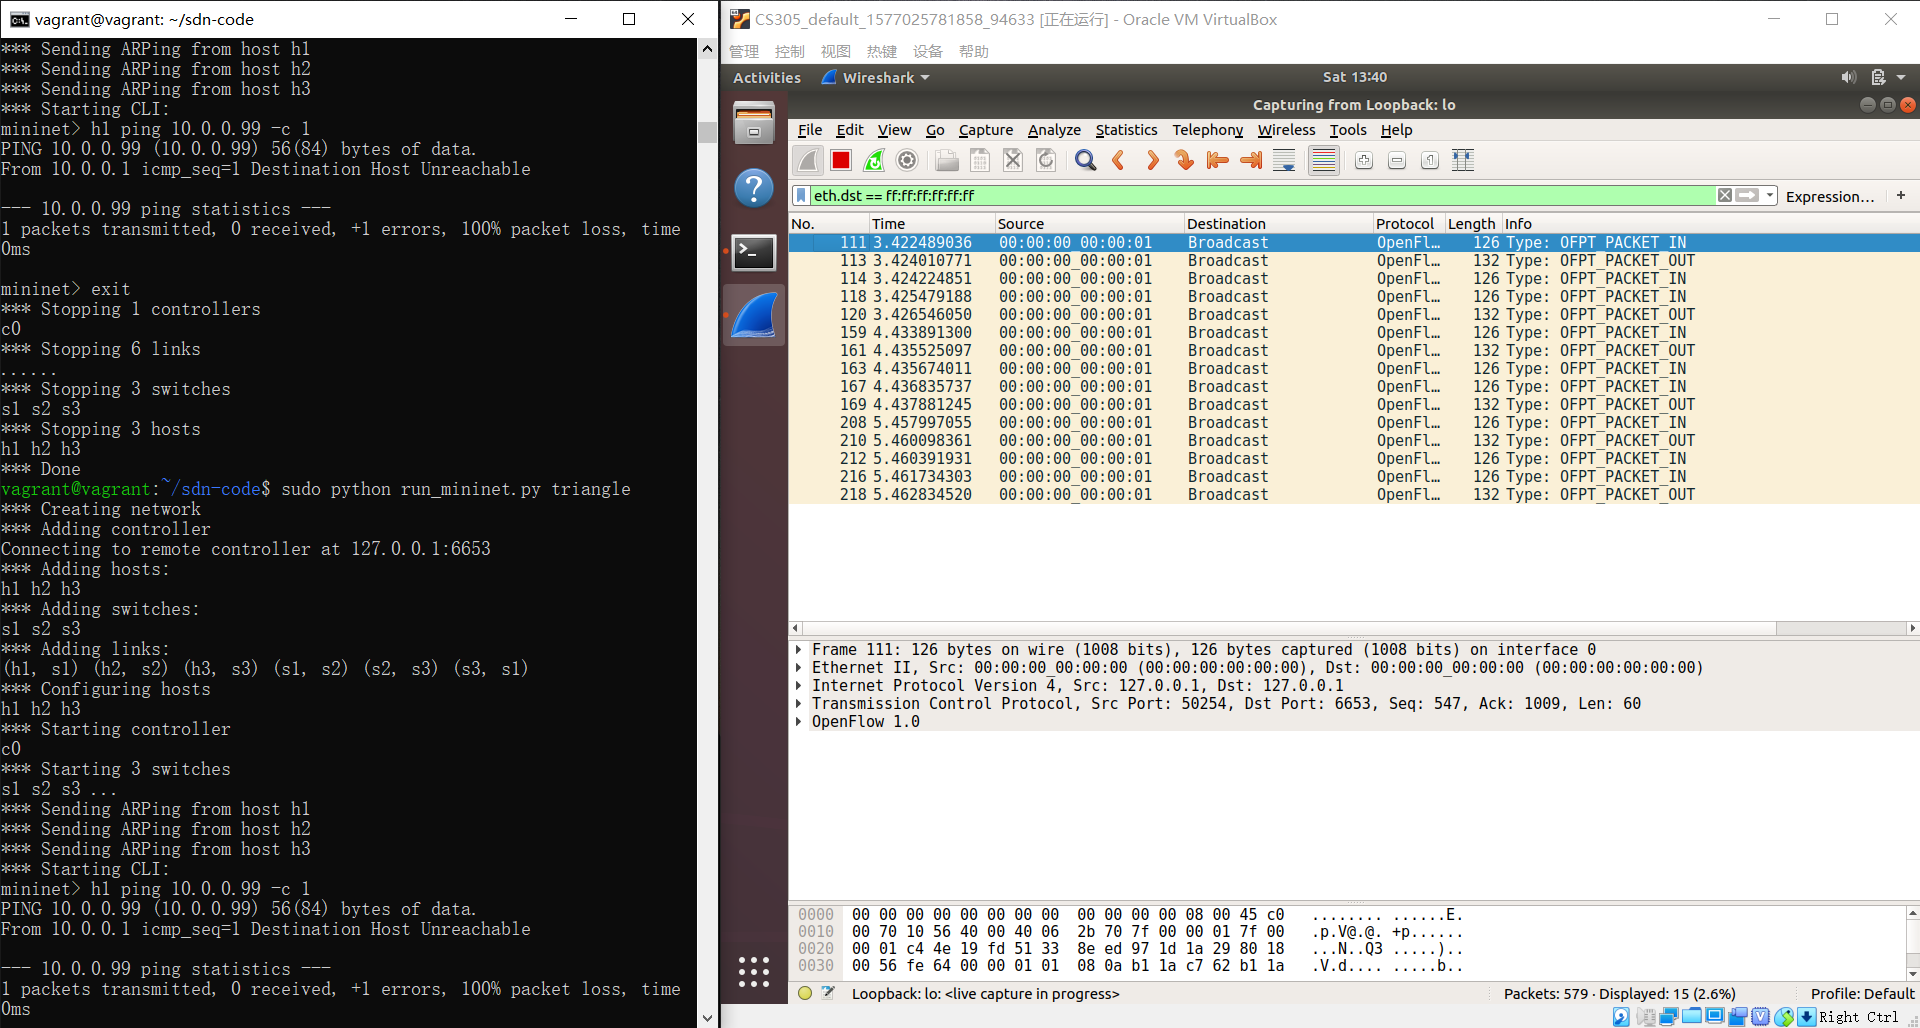 vagrant@vagrant: ~/sdn-code
*** Sending ARPing from host h1
*** Sending ARPing from host h2
*** Sending ARPing from host h3
*** Starting CLI:
mininet> h1 ping 10.0.0.99 -c 1
PING 10.0.0.99 (10.0.0.99) 56(84) bytes of data.
From 10.0.0.1 icmp_seq=1 Destination Host Unreachable
--- 10.0.0.99 ping statistics ---
1 packets transmitted, 0 received, +1 errors, 100% packet loss, time
0ms
mininet> exit
*** Stopping 1 controllers
c0
*** Stopping 6 links
......
*** Stopping 3 switches
s1 s2 s3
*** Stopping 3 hosts
h1 h2 h3
*** Done
vagrant@vagrant:~/sdn-code$ sudo python run_mininet.py triangle
*** Creating network
*** Adding controller
Connecting to remote controller at 127.0.0.1:6653
*** Adding hosts:
h1 h2 h3
*** Adding switches:
s1 s2 s3
*** Adding links:
(h1, s1) (h2, s2) (h3, s3) (s1, s2) (s2, s3) (s3, s1)
*** Configuring hosts
h1 h2 h3
*** Starting controller
c0
*** Starting 3 switches
s1 s2 s3 ...
*** Sending ARPing from host h1
*** Sending ARPing from host h2
*** Sending ARPing from host h3
*** Starting CLI:
mininet> h1 ping 10.0.0.99 -c 1
PING 10.0.0.99 (10.0.0.99) 56(84) bytes of data.
From 10.0.0.1 icmp_seq=1 Destination Host Unreachable
--- 10.0.0.99 ping statistics ---
1 packets transmitted, 0 received, +1 errors, 100% packet loss, time
0ms
CS305_default_1577025781858_94633 [正在运行] - Oracle VM VirtualBox
管理 控制 视图 热键 设备 帮助
Activities Wireshark Sat 13:40
Capturing from Loopback: lo
File Edit View Go Capture Analyze Statistics Telephony Wireless Tools Help
eth.dst == ff:ff:ff:ff:ff:ff Expression… +
No. Time Source Destination Protocol Length Info
111 3.422489036 00:00:00_00:00:01 Broadcast OpenFl… 126 Type: OFPT_PACKET_IN
113 3.424010771 00:00:00_00:00:01 Broadcast OpenFl… 132 Type: OFPT_PACKET_OUT
114 3.424224851 00:00:00_00:00:01 Broadcast OpenFl… 126 Type: OFPT_PACKET_IN
118 3.425479188 00:00:00_00:00:01 Broadcast OpenFl… 126 Type: OFPT_PACKET_IN
120 3.426546050 00:00:00_00:00:01 Broadcast OpenFl… 132 Type: OFPT_PACKET_OUT
159 4.433891300 00:00:00_00:00:01 Broadcast OpenFl… 126 Type: OFPT_PACKET_IN
161 4.435525097 00:00:00_00:00:01 Broadcast OpenFl… 132 Type: OFPT_PACKET_OUT
163 4.435674011 00:00:00_00:00:01 Broadcast OpenFl… 126 Type: OFPT_PACKET_IN
167 4.436835737 00:00:00_00:00:01 Broadcast OpenFl… 126 Type: OFPT_PACKET_IN
169 4.437881245 00:00:00_00:00:01 Broadcast OpenFl… 132 Type: OFPT_PACKET_OUT
208 5.457997055 00:00:00_00:00:01 Broadcast OpenFl… 126 Type: OFPT_PACKET_IN
210 5.460098361 00:00:00_00:00:01 Broadcast OpenFl… 132 Type: OFPT_PACKET_OUT
212 5.460391931 00:00:00_00:00:01 Broadcast OpenFl… 126 Type: OFPT_PACKET_IN
216 5.461734303 00:00:00_00:00:01 Broadcast OpenFl… 126 Type: OFPT_PACKET_IN
218 5.462834520 00:00:00_00:00:01 Broadcast OpenFl… 132 Type: OFPT_PACKET_OUT
Frame 111: 126 bytes on wire (1008 bits), 126 bytes captured (1008 bits) on interface 0
Ethernet II, Src: 00:00:00_00:00:00 (00:00:00:00:00:00), Dst: 00:00:00_00:00:00 (00:00:00:00:00:00)
Internet Protocol Version 4, Src: 127.0.0.1, Dst: 127.0.0.1
Transmission Control Protocol, Src Port: 50254, Dst Port: 6653, Seq: 547, Ack: 1009, Len: 60
OpenFlow 1.0
0000 00 00 00 00 00 00 00 00 00 00 00 00 08 00 45 c0 ........ ......E.
0010 00 70 10 56 40 00 40 06 2b 70 7f 00 00 01 7f 00 .p.V@.@. +p......
0020 00 01 c4 4e 19 fd 51 33 8e ed 97 1d 1a 29 80 18 ...N..Q3 .....)..
0030 00 56 fe 64 00 00 01 01 08 0a b1 1a c7 62 b1 1a .V.d.... .....b..
Loopback: lo: <live capture in progress> Packets: 579 · Displayed: 15 (2.6%) Profile: Default
Right Ctrl